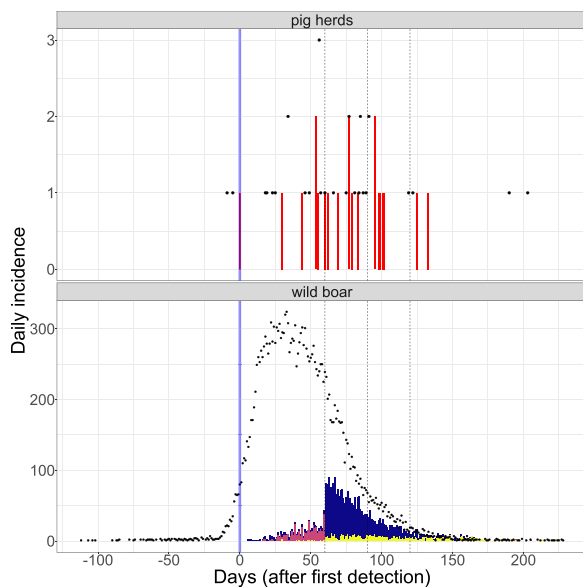 pig herds
3
2
1
0
Daily incidence
wild boar
300
200
100
0
-100 -50 0 50 100 150 200
Days (after first detection)